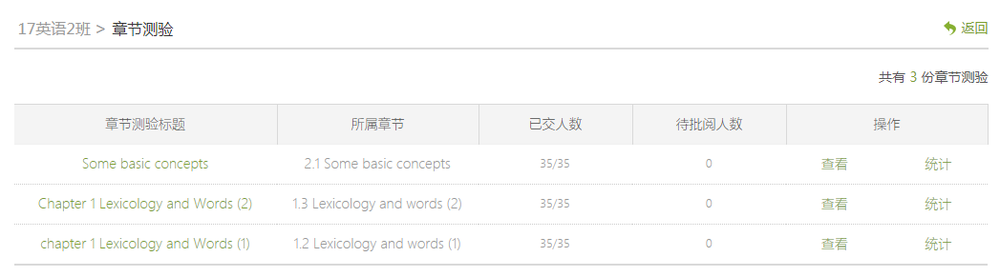 17英语2班 > 章节测验 返回
共有 3 份章节测验
章节测验标题 所属章节 已交人数 待批阅人数 操作
Some basic concepts 2.1 Some basic concepts 35/35 0 查看 统计
Chapter 1 Lexicology and Words (2) 1.3 Lexicology and words (2) 35/35 0 查看 统计
chapter 1 Lexicology and Words (1) 1.2 Lexicology and words (1) 35/35 0 查看 统计